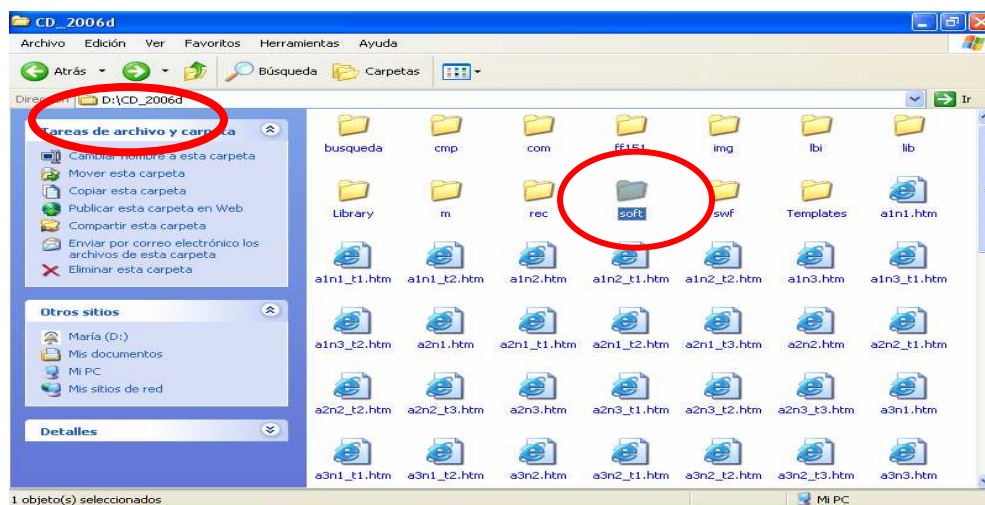 CD_2006d
Archivo Edición Ver Favoritos Herramientas Ayuda
Atrás Búsqueda Carpetas
Dirección D:\CD_2006d Ir
Tareas de archivo y carpeta
Cambiar nombre a esta carpeta
Mover esta carpeta
Copiar esta carpeta
Publicar esta carpeta en Web
Compartir esta carpeta
Enviar por correo electrónico los
archivos de esta carpeta
Eliminar esta carpeta
Otros sitios
María (D:)
Mis documentos
Mi PC
Mis sitios de red
Detalles
busqueda cmp com ff151 img lbi lib
Library m rec soft swf Templates a1n1.htm
a1n1_t1.htm a1n1_t2.htm a1n2.htm a1n2_t1.htm a1n2_t2.htm a1n3.htm a1n3_t1.htm
a1n3_t2.htm a2n1.htm a2n1_t1.htm a2n1_t2.htm a2n1_t3.htm a2n2.htm a2n2_t1.htm
a2n2_t2.htm a2n2_t3.htm a2n3.htm a2n3_t1.htm a2n3_t2.htm a2n3_t3.htm a3n1.htm
a3n1_t1.htm a3n1_t2.htm a3n2.htm a3n2_t1.htm a3n2_t2.htm a3n2_t3.htm a3n3.htm
1 objeto(s) seleccionados Mi PC